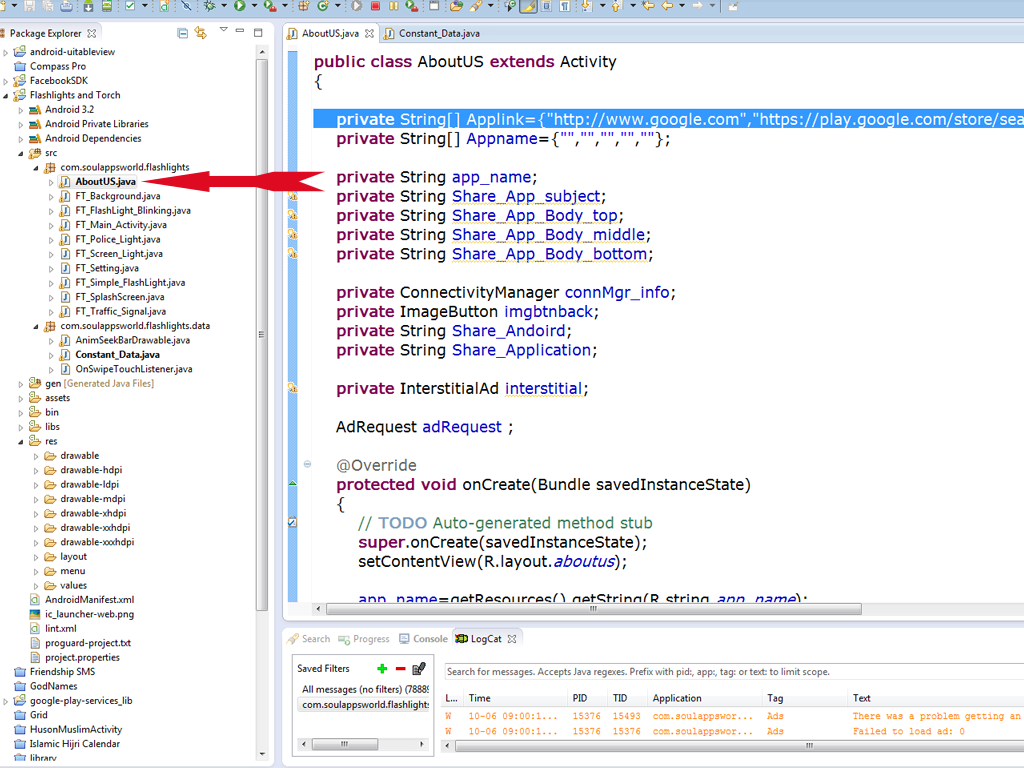 Package Explorer
android-uitableview
Compass Pro
FacebookSDK
Flashlights and Torch
Android 3.2
Android Private Libraries
Android Dependencies
src
com.soulappsworld.flashlights
AboutUS.java
FT_Background.java
FT_FlashLight_Blinking.java
FT_Main_Activity.java
FT_Police_Light.java
FT_Screen_Light.java
FT_Setting.java
FT_Simple_FlashLight.java
FT_SplashScreen.java
FT_Traffic_Signal.java
com.soulappsworld.flashlights.data
AnimSeekBarDrawable.java
Constant_Data.java
OnSwipeTouchListener.java
gen [Generated Java Files]
assets
bin
libs
res
drawable
drawable-hdpi
drawable-ldpi
drawable-mdpi
drawable-xhdpi
drawable-xxhdpi
drawable-xxxhdpi
layout
menu
values
AndroidManifest.xml
ic_launcher-web.png
lint.xml
proguard-project.txt
project.properties
Friendship SMS
GodNames
google-play-services_lib
Grid
HusonMuslimActivity
Islamic Hijri Calendar
library
AboutUS.java Constant_Data.java
public class AboutUS extends Activity
{
private String[] Applink={"http://www.google.com","https://play.google.com/store/sea
private String[] Appname={"","","","",""};
private String app_name;
private String Share_App_subject;
private String Share_App_Body_top;
private String Share_App_Body_middle;
private String Share_App_Body_bottom;
private ConnectivityManager connMgr_info;
private ImageButton imgbtnback;
private String Share_Andoird;
private String Share_Application;
private InterstitialAd interstitial;
AdRequest adRequest ;
@Override
protected void onCreate(Bundle savedInstanceState)
{
// TODO Auto-generated method stub
super.onCreate(savedInstanceState);
setContentView(R.layout.aboutus);
app_name=getResources().getString(R.string.app_name);
Search Progress Console LogCat
Saved Filters
All messages (no filters) (7888
com.soulappsworld.flashlights
Search for messages. Accepts Java regexes. Prefix with pid:, app:, tag: or text: to limit scope.
L... Time PID TID Application Tag Text
W 10-06 09:00:1... 15376 15493 com.soulappswor... Ads There was a problem getting an
W 10-06 09:00:1... 15376 15376 com.soulappswor... Ads Failed to load ad: 0